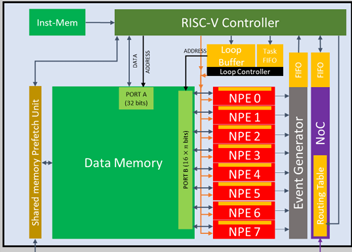 Inst-Mem
RISC-V Controller
DATA
ADDRESS
ADDRESS
Loop
Buffer
Task
FIFO
Loop Controller
FIFO
FIFO
PORT A
(32 bits)
Shared memory Prefetch Unit
Data Memory
PORT B (16 × n bits)
NPE 0
NPE 1
NPE 2
NPE 3
NPE 4
NPE 5
NPE 6
NPE 7
Event Generator
NoC
Routing Table